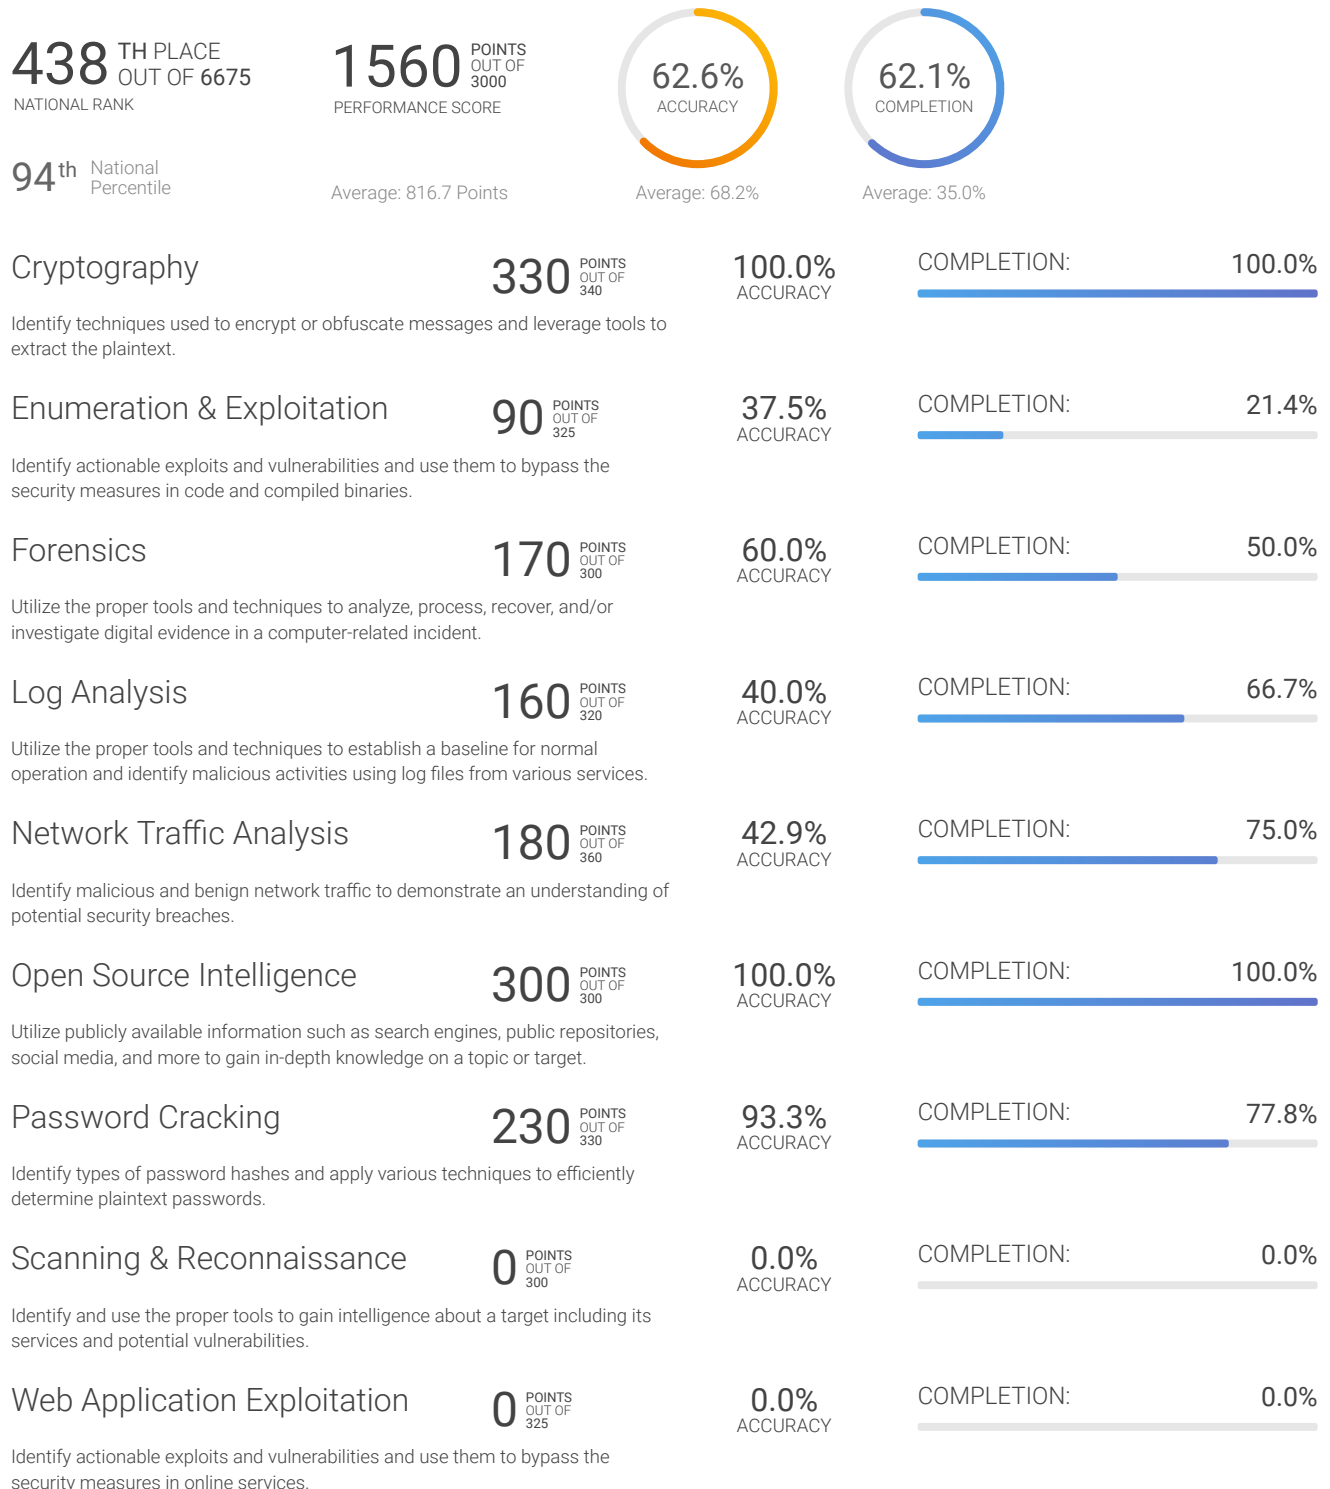 438 TH PLACE
OUT OF 6675
NATIONAL RANK
94th National
Percentile
1560 POINTS
OUT OF
3000
PERFORMANCE SCORE
Average: 816.7 Points
62.6%
ACCURACY
Average: 68.2%
62.1%
COMPLETION
Average: 35.0%
Cryptography
330 POINTS
OUT OF
340
100.0%
ACCURACY
COMPLETION: 100.0%
Identify techniques used to encrypt or obfuscate messages and leverage tools to
extract the plaintext.
Enumeration & Exploitation
90 POINTS
OUT OF
325
37.5%
ACCURACY
COMPLETION: 21.4%
Identify actionable exploits and vulnerabilities and use them to bypass the
security measures in code and compiled binaries.
Forensics
170 POINTS
OUT OF
300
60.0%
ACCURACY
COMPLETION: 50.0%
Utilize the proper tools and techniques to analyze, process, recover, and/or
investigate digital evidence in a computer-related incident.
Log Analysis
160 POINTS
OUT OF
320
40.0%
ACCURACY
COMPLETION: 66.7%
Utilize the proper tools and techniques to establish a baseline for normal
operation and identify malicious activities using log files from various services.
Network Traffic Analysis
180 POINTS
OUT OF
360
42.9%
ACCURACY
COMPLETION: 75.0%
Identify malicious and benign network traffic to demonstrate an understanding of
potential security breaches.
Open Source Intelligence
300 POINTS
OUT OF
300
100.0%
ACCURACY
COMPLETION: 100.0%
Utilize publicly available information such as search engines, public repositories,
social media, and more to gain in-depth knowledge on a topic or target.
Password Cracking
230 POINTS
OUT OF
330
93.3%
ACCURACY
COMPLETION: 77.8%
Identify types of password hashes and apply various techniques to efficiently
determine plaintext passwords.
Scanning & Reconnaissance
0 POINTS
OUT OF
300
0.0%
ACCURACY
COMPLETION: 0.0%
Identify and use the proper tools to gain intelligence about a target including its
services and potential vulnerabilities.
Web Application Exploitation
0 POINTS
OUT OF
325
0.0%
ACCURACY
COMPLETION: 0.0%
Identify actionable exploits and vulnerabilities and use them to bypass the
security measures in online services.